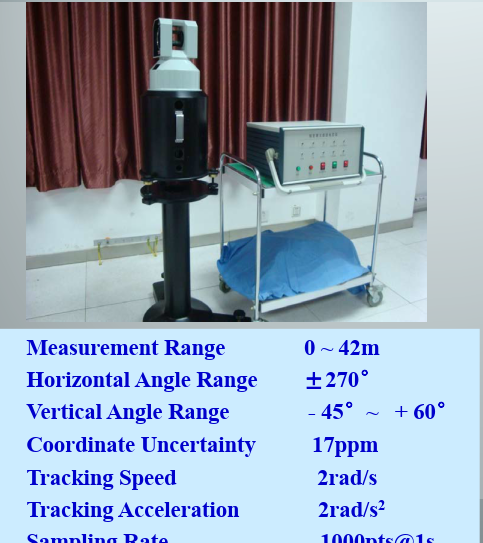 Measurement Range 0 ~ 42m
Horizontal Angle Range ±270°
Vertical Angle Range - 45° ~ + 60°
Coordinate Uncertainty 17ppm
Tracking Speed 2rad/s
Tracking Acceleration 2rad/s²
Sampling Rate 1000pts@1s